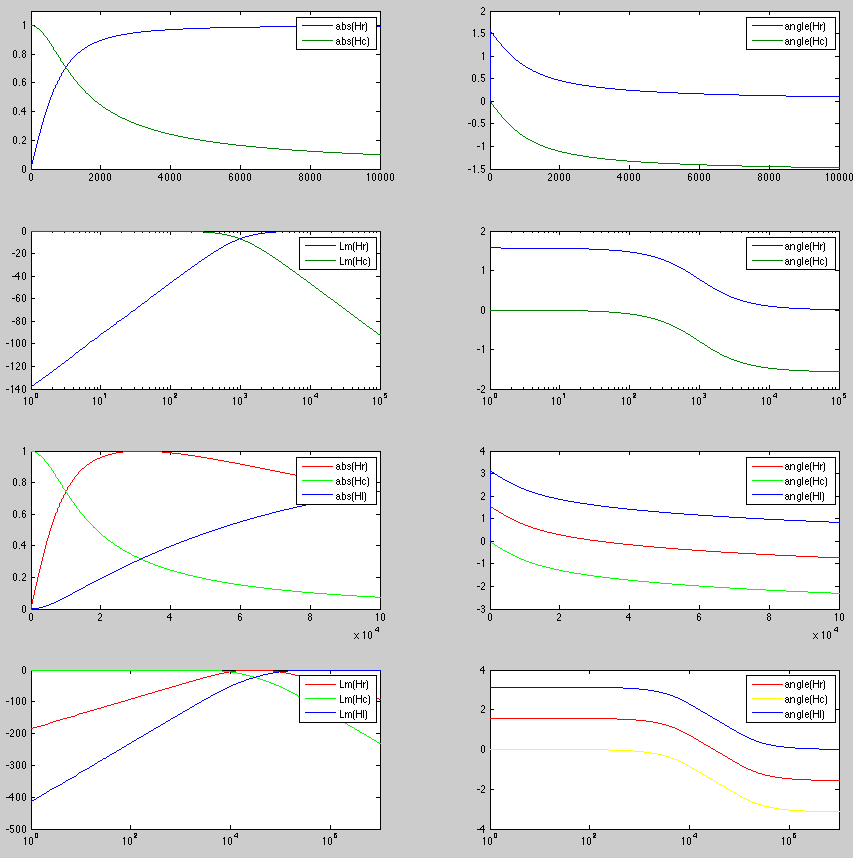 1
0.8
0.6
0.4
0.2
0
0 2000 4000 6000 8000 10000
abs(Hr)
abs(Hc)
2
1.5
1
0.5
0
-0.5
-1
-1.5
0 2000 4000 6000 8000 10000
angle(Hr)
angle(Hc)
0
-20
-40
-60
-80
-100
-120
-140
10^0 10^1 10^2 10^3 10^4 10^5
Lm(Hr)
Lm(Hc)
2
1
0
-1
-2
10^0 10^1 10^2 10^3 10^4 10^5
angle(Hr)
angle(Hc)
1
0.8
0.6
0.4
0.2
0
0 2 4 6 8 10
x 10^4
abs(Hr)
abs(Hc)
abs(Hl)
4
3
2
1
0
-1
-2
-3
0 2 4 6 8 10
x 10^4
angle(Hr)
angle(Hc)
angle(Hl)
0
-100
-200
-300
-400
-500
10^0 10^2 10^4 10^6
Lm(Hr)
Lm(Hc)
Lm(Hl)
4
2
0
-2
-4
10^0 10^2 10^4 10^6
angle(Hr)
angle(Hc)
angle(Hl)